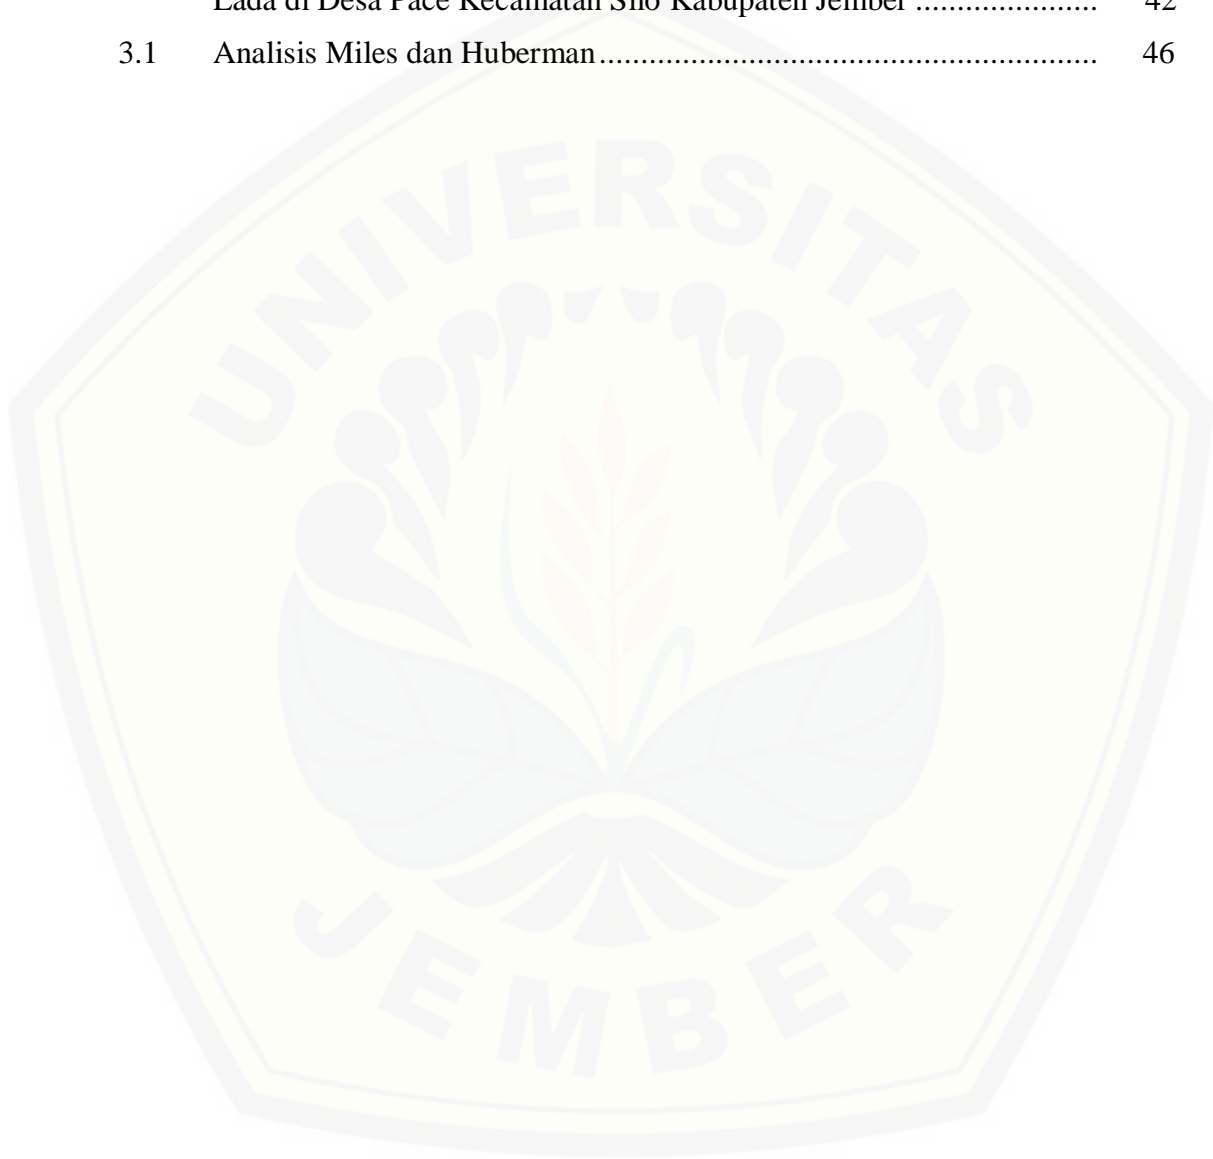 Lada di Desa Pace Kecamatan Silo Kabupaten Jember ...................... 42
3.1 Analisis Miles dan Huberman ............................................................ 46
UNIVERSITAS
JEMBER